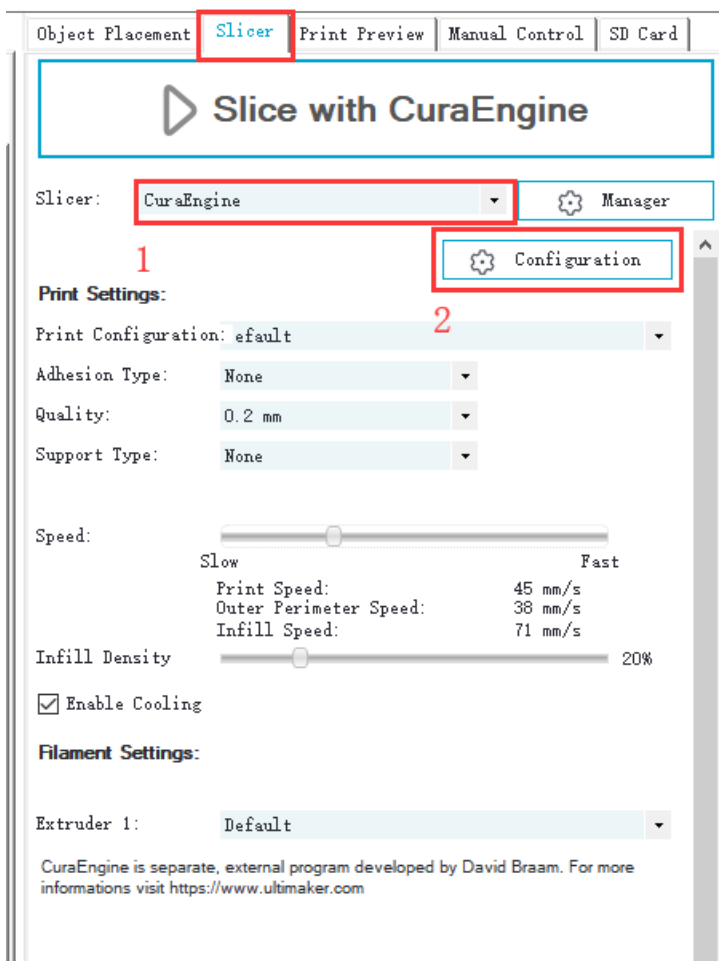 Object Placement Slicer Print Preview Manual Control SD Card
Slice with CuraEngine
Slicer: CuraEngine Manager
1 Configuration
Print Settings: 2
Print Configuration: efault
Adhesion Type: None
Quality: 0.2 mm
Support Type: None
Speed:
Slow Fast
Print Speed: 45 mm/s
Outer Perimeter Speed: 38 mm/s
Infill Speed: 71 mm/s
Infill Density 20%
Enable Cooling
Filament Settings:
Extruder 1: Default
CuraEngine is separate, external program developed by David Braam. For more
informations visit https://www.ultimaker.com